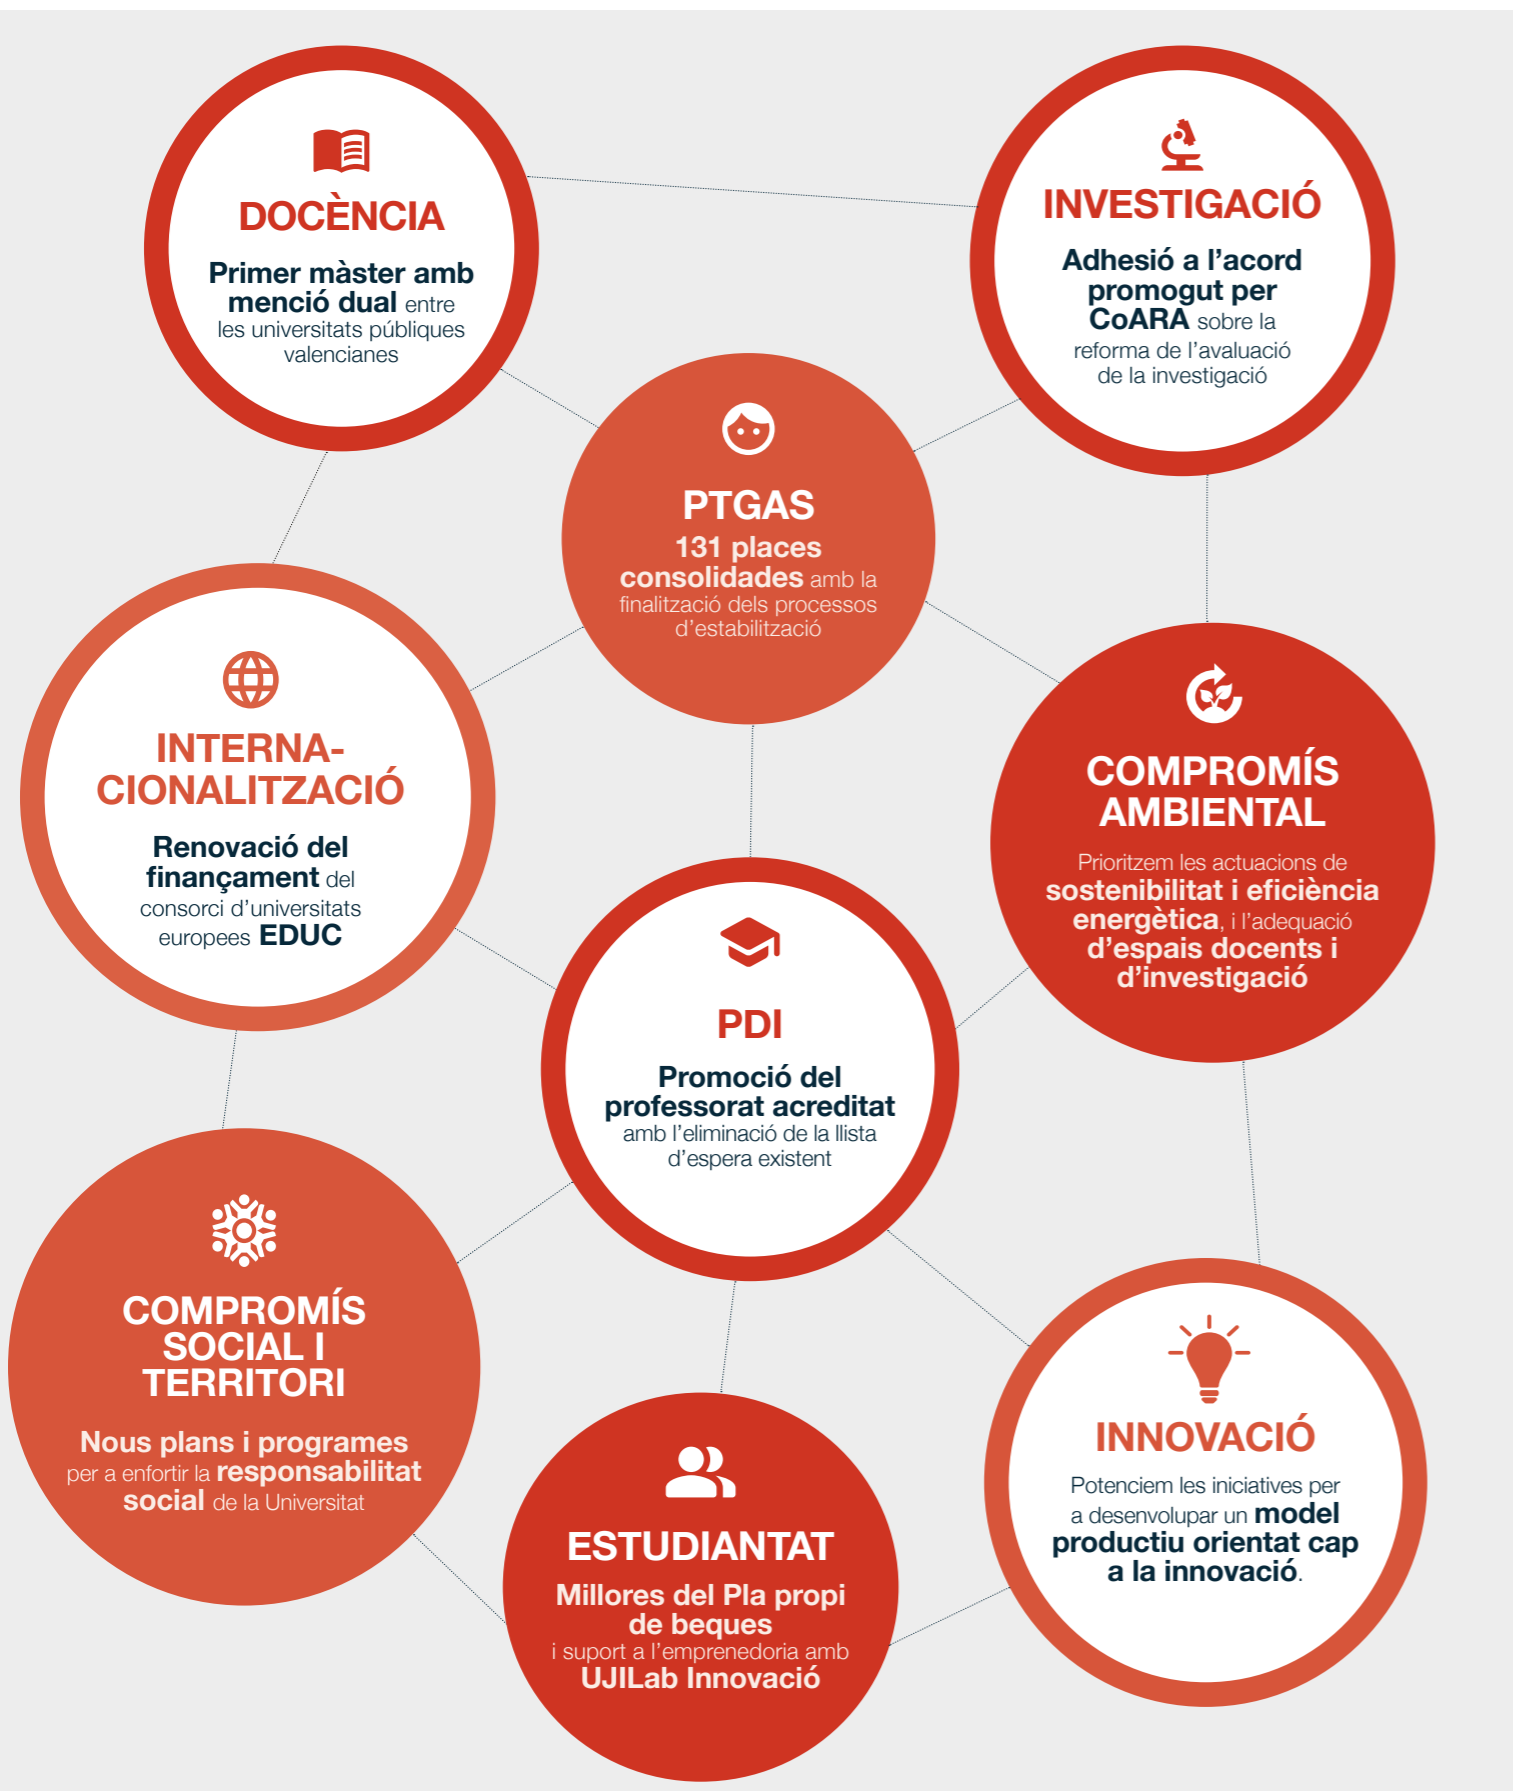 DOCÈNCIA
Primer màster amb
menció dual entre
les universitats públiques
valencianes
INVESTIGACIÓ
Adhesió a l’acord
promogut per
CoARA sobre la
reforma de l’avaluació
de la investigació
PTGAS
131 places
consolidades amb la
finalització dels processos
d’estabilització
INTERNA-
CIONALITZACIÓ
Renovació del
finançament del
consorci d’universitats
europees EDUC
COMPROMÍS
AMBIENTAL
Prioritzem les actuacions de
sostenibilitat i eficiència
energètica, i l’adequació
d’espais docents i
d’investigació
PDI
Promoció del
professorat acreditat
amb l’eliminació de la llista
d’espera existent
COMPROMÍS
SOCIAL I
TERRITORI
Nous plans i programes
per a enfortir la responsabilitat
social de la Universitat
ESTUDIANTAT
Millores del Pla propi
de beques
i suport a l’emprenedoria amb
UJILab Innovació
INNOVACIÓ
Potenciem les iniciatives per
a desenvolupar un model
productiu orientat cap
a la innovació.